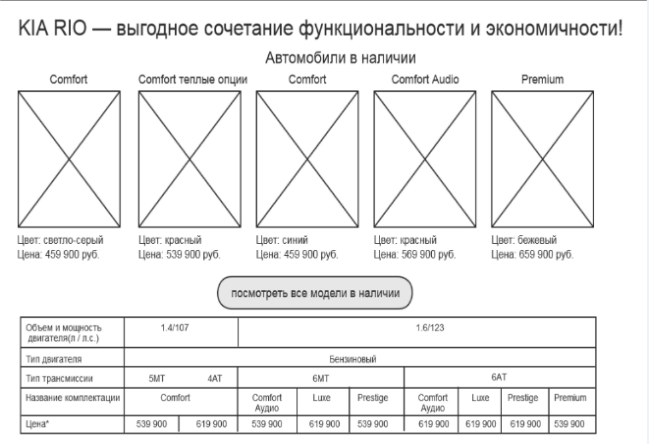 KIA RIO — выгодное сочетание функциональности и экономичности!
Автомобили в наличии
Comfort Comfort теплые опции Comfort Comfort Audio Premium
Цвет: светло-серый Цвет: красный Цвет: синий Цвет: красный Цвет: бежевый
Цена: 459 900 руб. Цена: 539 900 руб. Цена: 459 900 руб. Цена: 569 900 руб. Цена: 659 900 руб.
посмотреть все модели в наличии
Объем и мощность 1.4/107 1.6/123
двигателя(л / л.с.)
Тип двигателя Бензиновый
Тип трансмиссии 5МТ 4АТ 6МТ 6АТ
Название комплектации Comfort Comfort Luxe Prestige Comfort Luxe Prestige Premium
Аудио Аудио
Цена* 539 900 619 900 539 900 619 900 539 900 619 900 619 900 619 900 539 900